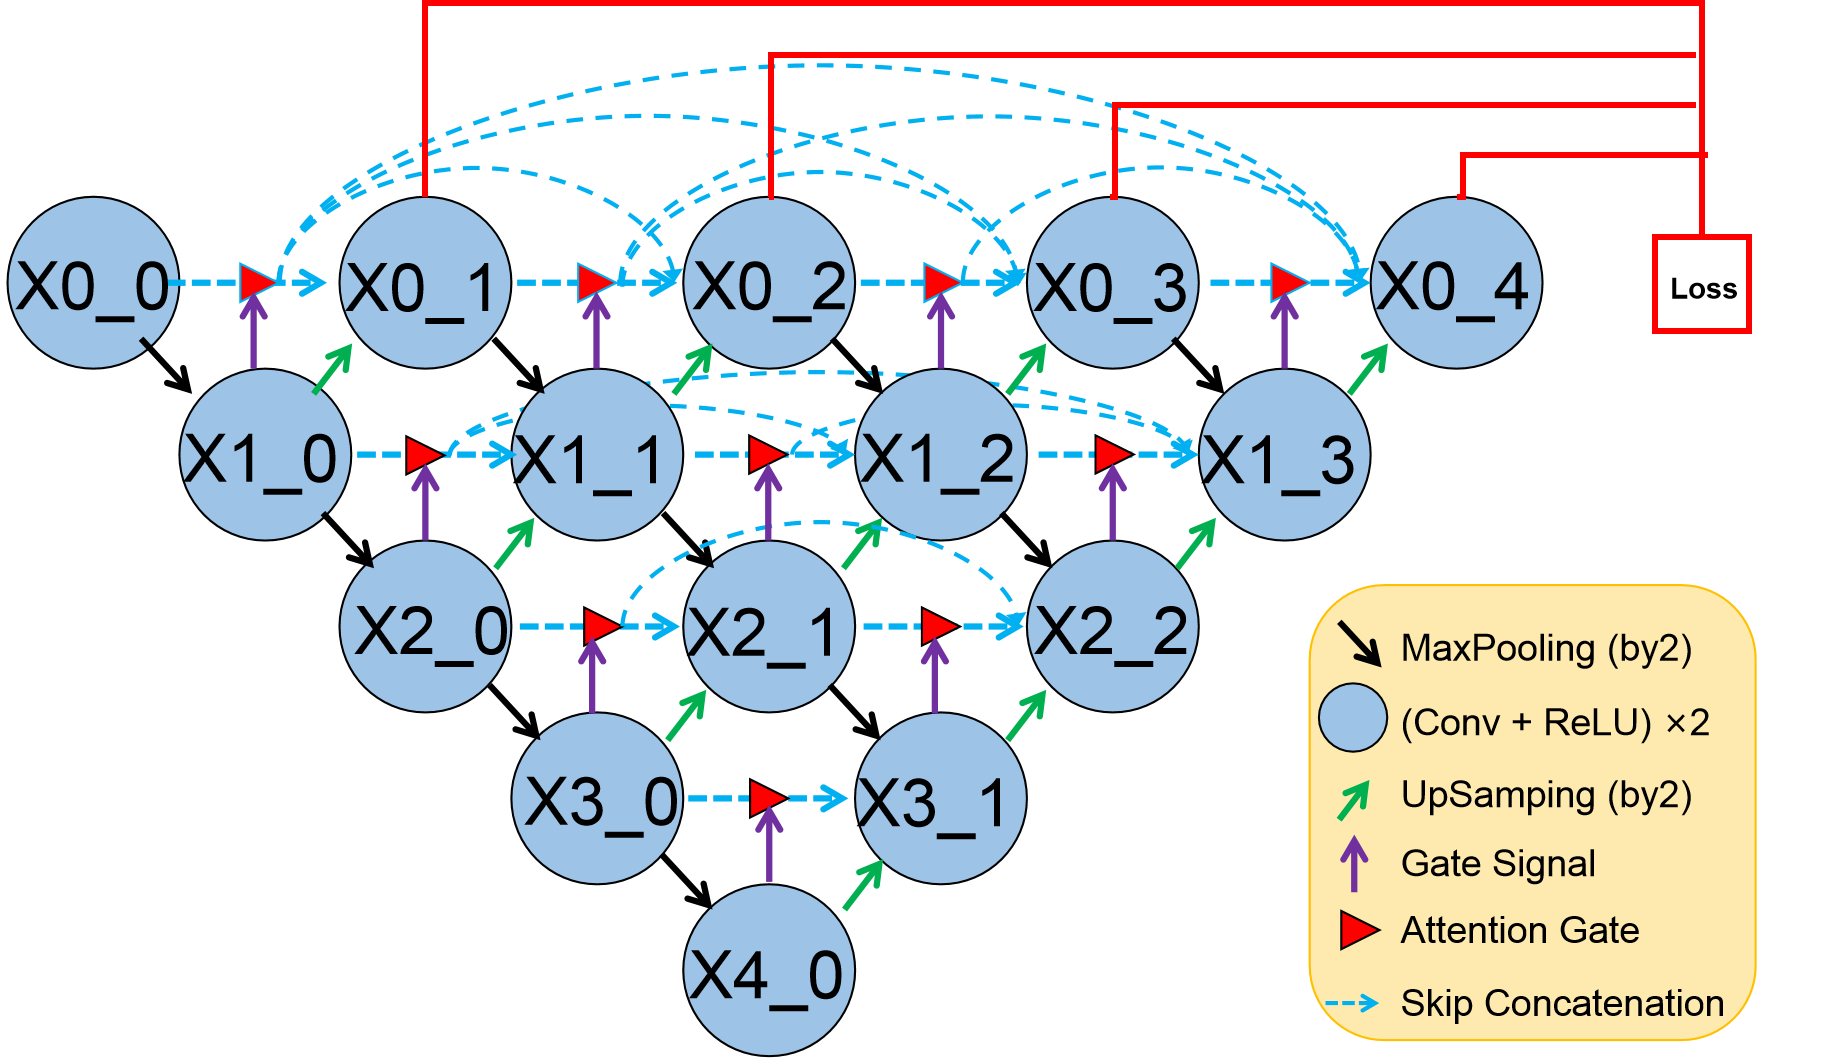 X0_0
X0_1
X0_2
X0_3
X0_4
Loss
X1_0
X1_1
X1_2
X1_3
X2_0
X2_1
X2_2
X3_0
X3_1
X4_0
MaxPooling (by2)
(Conv + ReLU) ×2
UpSamping (by2)
Gate Signal
Attention Gate
Skip Concatenation